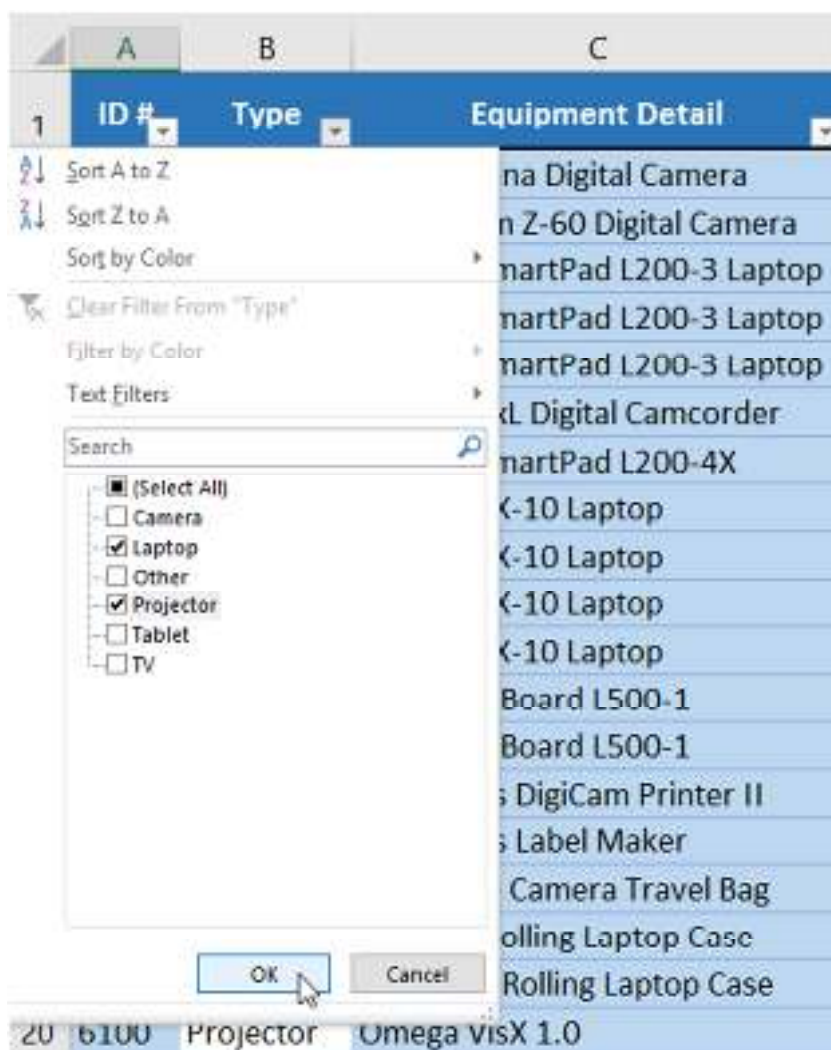 A B C
1 ID # Type Equipment Detail
Sort A to Z
na Digital Camera
Sort Z to A
n Z-60 Digital Camera
Sort by Color
martPad L200-3 Laptop
Clear Filter From "Type"
martPad L200-3 Laptop
Filter by Color
martPad L200-3 Laptop
Text Filters
xL Digital Camcorder
Search
martPad L200-4X
(Select All)
X-10 Laptop
Camera
Laptop
X-10 Laptop
Other
Projector
X-10 Laptop
Tablet
TV
X-10 Laptop
Board L500-1
Board L500-1
s DigiCam Printer II
s Label Maker
Camera Travel Bag
olling Laptop Case
OK Cancel
Rolling Laptop Case
20 6100 Projector Omega VisX 1.0